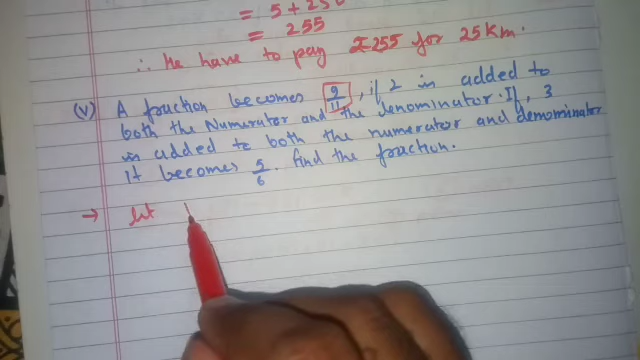 = 5 + 250
= 255
∴ He have to pay ₹255 for 25 Km.
(V) A fraction becomes 9/11, if 2 is added to
both the Numerator and the denominator. If, 3
is added to both the numerator and denominator
it becomes 5/6. find the fraction.
→ let